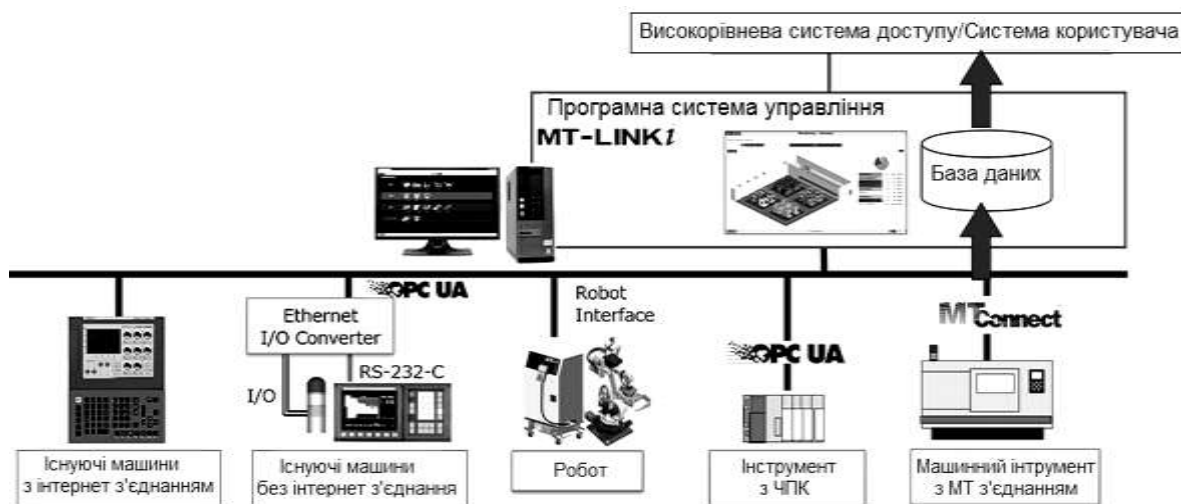 Високорівнева система доступу/Система користувача
Програмна система управління
MT-LINKi
База даних
OPC UA
Ethernet
I/O Converter
RS-232-C
I/O
Robot
Interface
OPC UA
MTConnect
Існуючі машини
з інтернет з'єднанням
Існуючі машини
без інтернет з'єднання
Робот
Інструмент
з ЧПК
Машинний інтрумент
з МТ з'єднанням